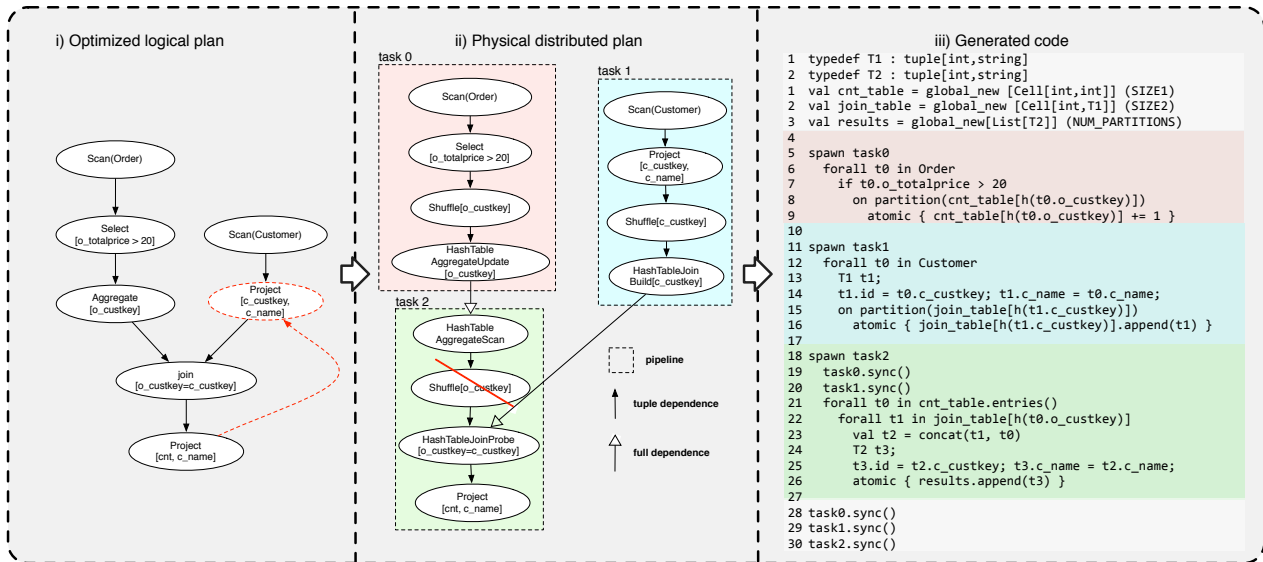 i) Optimized logical plan
Scan(Order)
Select
[o_totalprice > 20]
Scan(Customer)
Aggregate
[o_custkey]
Project
[c_custkey,
c_name]
join
[o_custkey=c_custkey]
Project
[cnt, c_name]
ii) Physical distributed plan
task 0
Scan(Order)
Select
[o_totalprice > 20]
Shuffle[o_custkey]
HashTable
AggregateUpdate
[o_custkey]
task 1
Scan(Customer)
Project
[c_custkey,
c_name]
Shuffle[c_custkey]
HashTableJoin
Build[c_custkey]
task 2
HashTable
AggregateScan
Shuffle[o_custkey]
HashTableJoinProbe
[o_custkey=c_custkey]
Project
[cnt, c_name]
pipeline
tuple dependence
full dependence
iii) Generated code
1 typedef T1 : tuple[int,string]
2 typedef T2 : tuple[int,string]
1 val cnt_table = global_new [Cell[int,int]] (SIZE1)
2 val join_table = global_new [Cell[int,T1]] (SIZE2)
3 val results = global_new[List[T2]] (NUM_PARTITIONS)
4
5 spawn task0
6 forall t0 in Order
7 if t0.o_totalprice > 20
8 on partition(cnt_table[h(t0.o_custkey)])
9 atomic { cnt_table[h(t0.o_custkey)] += 1 }
10
11 spawn task1
12 forall t0 in Customer
13 T1 t1;
14 t1.id = t0.c_custkey; t1.c_name = t0.c_name;
15 on partition(join_table[h(t1.c_custkey)])
16 atomic { join_table[h(t1.c_custkey)].append(t1) }
17
18 spawn task2
19 task0.sync()
20 task1.sync()
21 forall t0 in cnt_table.entries()
22 forall t1 in join_table[h(t0.o_custkey)]
23 val t2 = concat(t1, t0)
24 T2 t3;
25 t3.id = t2.c_custkey; t3.c_name = t2.c_name;
26 atomic { results.append(t3) }
27
28 task0.sync()
29 task1.sync()
30 task2.sync()